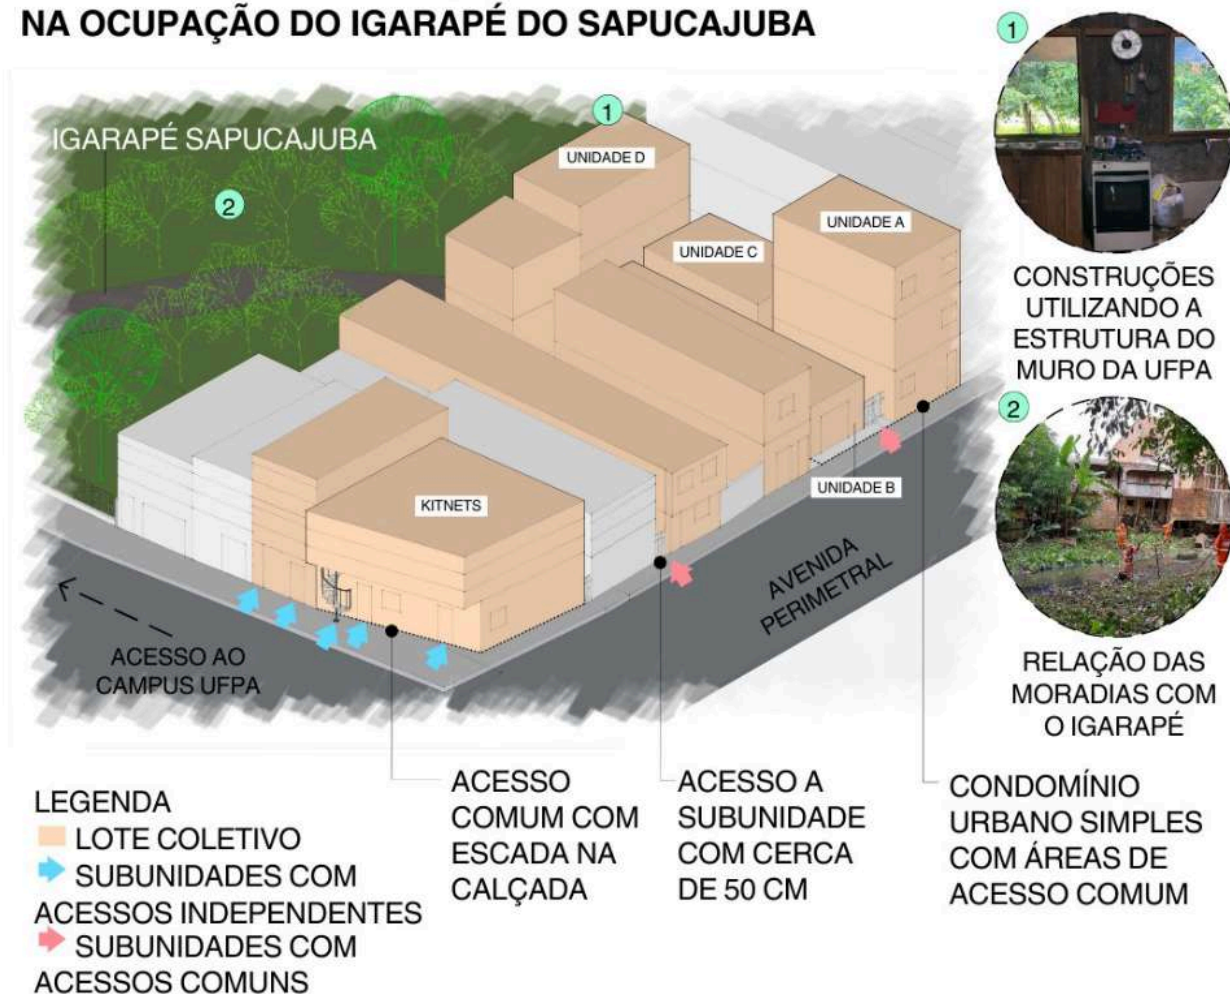 NA OCUPAÇÃO DO IGARAPÉ DO SAPUCAJUBA
1
IGARAPÉ SAPUCAJUBA
1
UNIDADE D
2
UNIDADE A
UNIDADE C
CONSTRUÇÕES
UTILIZANDO A
ESTRUTURA DO
MURO DA UFPA
2
UNIDADE B
KITNETS
AVENIDA
PERIMETRAL
ACESSO AO
CAMPUS UFPA
RELAÇÃO DAS
MORADIAS COM
O IGARAPÉ
LEGENDA
LOTE COLETIVO
SUBUNIDADES COM
ACESSOS INDEPENDENTES
SUBUNIDADES COM
ACESSOS COMUNS
ACESSO
COMUM COM
ESCADA NA
CALÇADA
ACESSO A
SUBUNIDADE
COM CERCA
DE 50 CM
CONDOMÍNIO
URBANO SIMPLES
COM ÁREAS DE
ACESSO COMUM